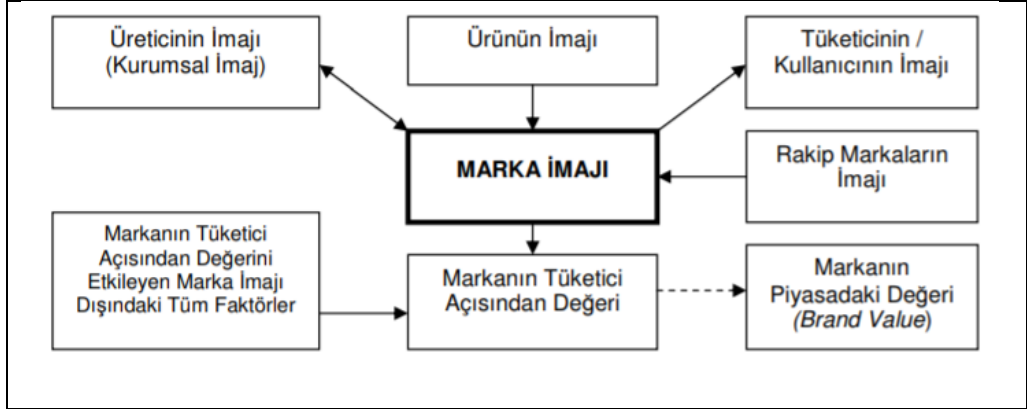 Üreticinin İmajı
(Kurumsal İmaj)
Ürünün İmajı
Tüketicinin /
Kullanıcının İmajı
MARKA İMAJI
Rakip Markaların
İmajı
Markanın Tüketici
Açısından Değerini
Etkileyen Marka İmajı
Dışındaki Tüm Faktörler
Markanın Tüketici
Açısından Değeri
Markanın
Piyasadaki Değeri
(Brand Value)